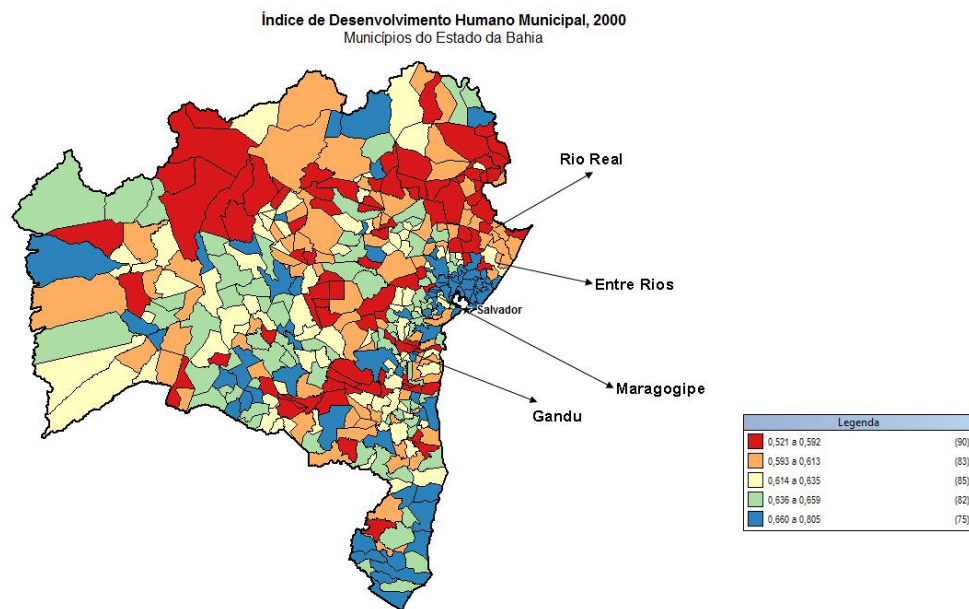 Índice de Desenvolvimento Humano Municipal, 2000
Municípios do Estado da Bahia
Rio Real
Entre Rios
Salvador
Maragogipe
Gandu
Legenda
0,521 a 0,592 (90)
0,593 a 0,613 (83)
0,614 a 0,635 (85)
0,636 a 0,659 (82)
0,660 a 0,805 (75)